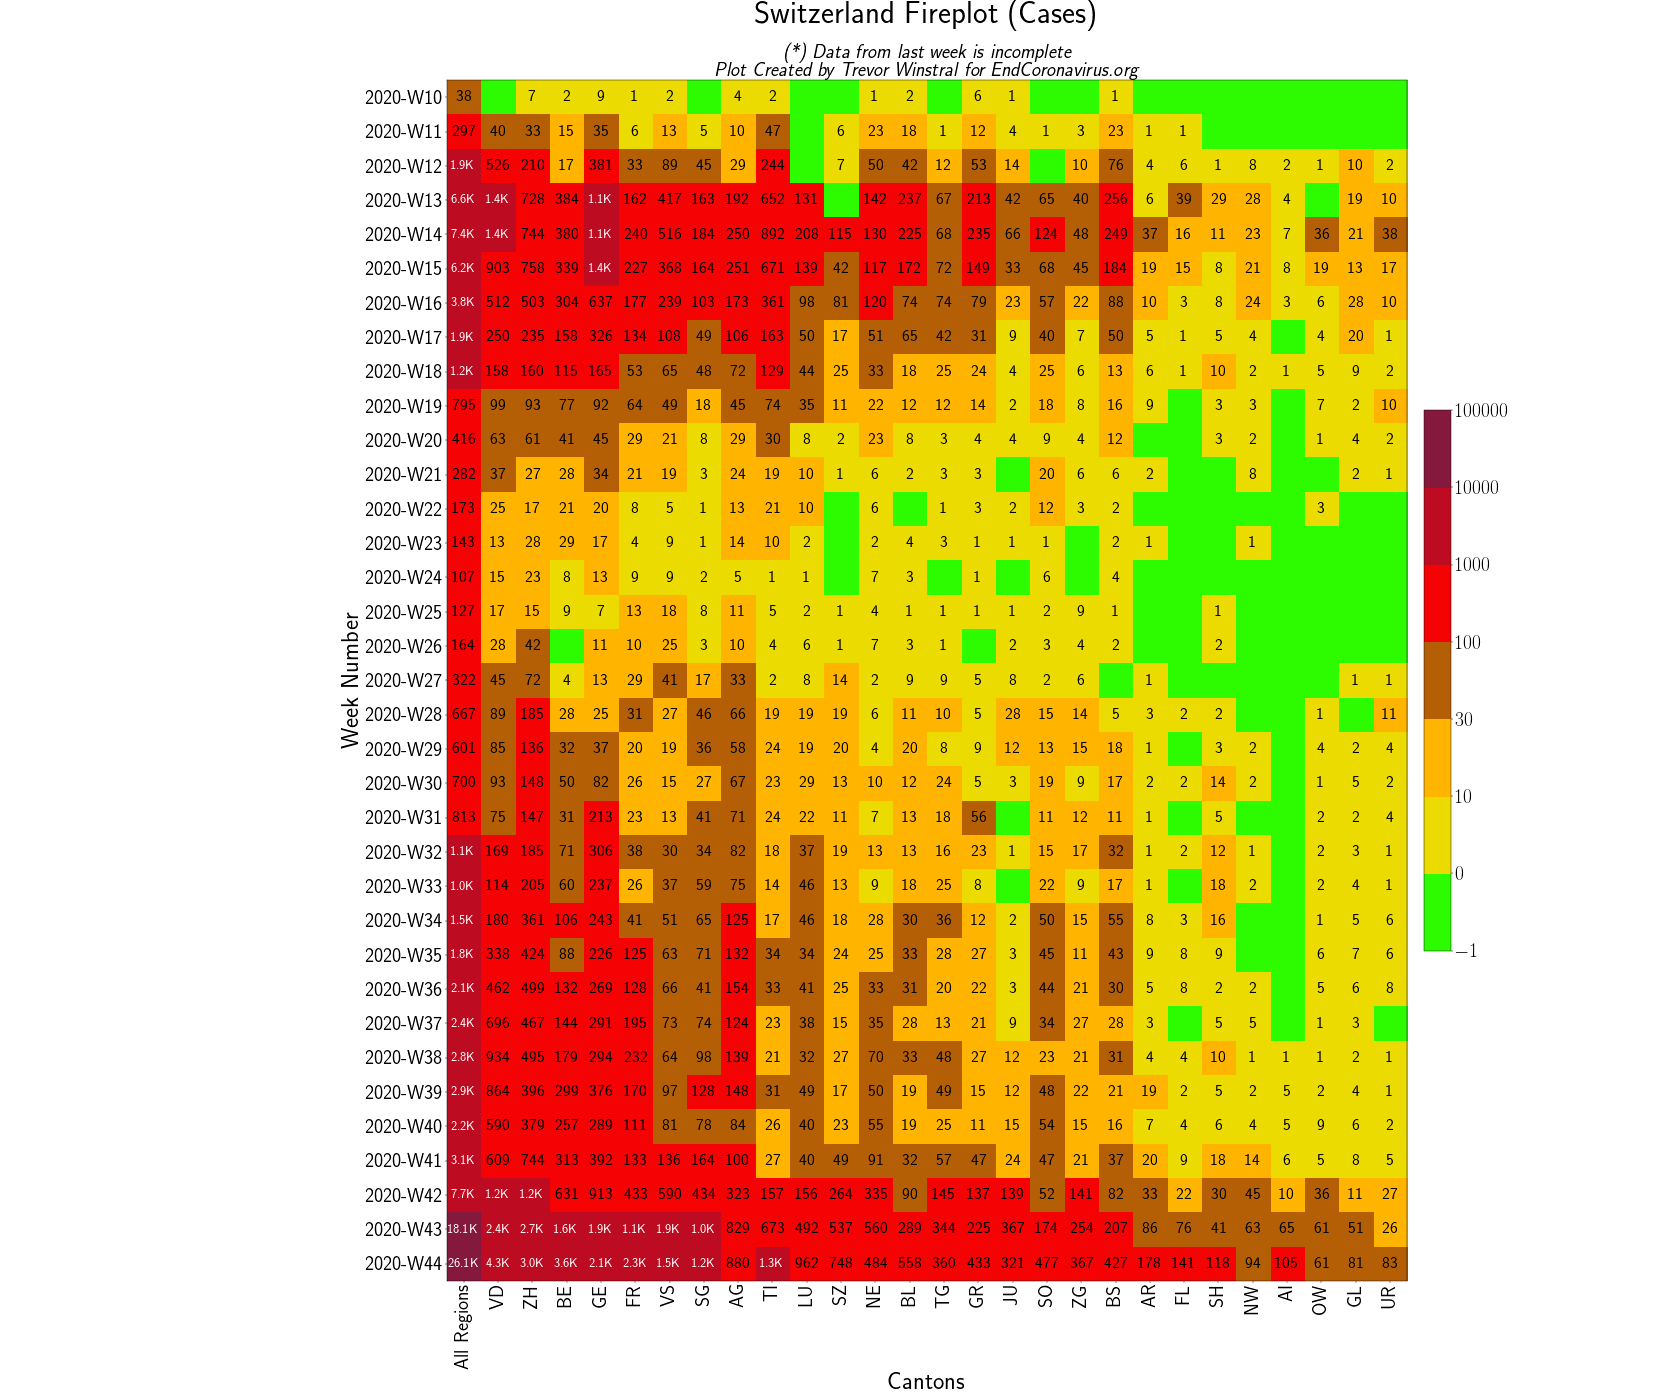 Switzerland Fireplot (Cases)
(*) Data from last week is incomplete
Plot Created by Trevor Winstral for EndCoronavirus.org
2020-W10 38 7 2 9 1 2 4 2 1 2 6 1 1
2020-W11 297 40 33 15 35 6 13 5 10 47 6 23 18 1 12 4 1 3 23 1 1
2020-W12 1.9K 526 210 17 381 33 89 45 29 244 7 50 42 12 53 14 10 76 4 6 1 8 2 1 10 2
2020-W13 6.6K 1.4K 728 384 1.1K 162 417 163 192 652 131 142 237 67 213 42 65 40 256 6 39 29 28 4 19 10
2020-W14 7.4K 1.4K 744 380 1.1K 240 516 184 250 892 208 115 130 225 68 235 66 124 48 249 37 16 11 23 7 36 21 38
2020-W15 6.2K 903 758 339 1.4K 227 368 164 251 671 139 42 117 172 72 149 33 68 45 184 19 15 8 21 8 19 13 17
2020-W16 3.8K 512 503 304 637 177 239 103 173 361 98 81 120 74 74 79 23 57 22 88 10 3 8 24 3 6 28 10
2020-W17 1.9K 250 235 158 326 134 108 49 106 163 50 17 51 65 42 31 9 40 7 50 5 1 5 4 4 20 1
2020-W18 1.2K 158 160 115 165 53 65 48 72 129 44 25 33 18 25 24 4 25 6 13 6 1 10 2 1 5 9 2
2020-W19 795 99 93 77 92 64 49 18 45 74 35 11 22 12 12 14 2 18 8 16 9 3 3 7 2 10
2020-W20 416 63 61 41 45 29 21 8 29 30 8 2 23 8 3 4 4 9 4 12 3 2 1 4 2
2020-W21 282 37 27 28 34 21 19 3 24 19 10 1 6 2 3 3 20 6 6 2 8 2 1
2020-W22 173 25 17 21 20 8 5 1 13 21 10 6 1 3 2 12 3 2 3
2020-W23 143 13 28 29 17 4 9 1 14 10 2 2 4 3 1 1 1 2 1 1
2020-W24 107 15 23 8 13 9 9 2 5 1 1 7 3 1 6 4
2020-W25 127 17 15 9 7 13 18 8 11 5 2 1 4 1 1 1 1 2 9 1 1
2020-W26 164 28 42 11 10 25 3 10 4 6 1 7 3 1 2 3 4 2 2
2020-W27 322 45 72 4 13 29 41 17 33 2 8 14 2 9 9 5 8 2 6 1 1 1
2020-W28 667 89 185 28 25 31 27 46 66 19 19 19 6 11 10 5 28 15 14 5 3 2 2 1 11
2020-W29 601 85 136 32 37 20 19 36 58 24 19 20 4 20 8 9 12 13 15 18 1 3 2 4 2 4
2020-W30 700 93 148 50 82 26 15 27 67 23 29 13 10 12 24 5 3 19 9 17 2 2 14 2 1 5 2
2020-W31 813 75 147 31 213 23 13 41 71 24 22 11 7 13 18 56 11 12 11 1 5 2 2 4
2020-W32 1.1K 169 185 71 306 38 30 34 82 18 37 19 13 13 16 23 1 15 17 32 1 2 12 1 2 3 1
2020-W33 1.0K 114 205 60 237 26 37 59 75 14 46 13 9 18 25 8 22 9 17 1 18 2 2 4 1
2020-W34 1.5K 180 361 106 243 41 51 65 125 17 46 18 28 30 36 12 2 50 15 55 8 3 16 1 5 6
2020-W35 1.8K 338 424 88 226 125 63 71 132 34 34 24 25 33 28 27 3 45 11 43 9 8 9 6 7 6
2020-W36 2.1K 462 499 132 269 128 66 41 154 33 41 25 33 31 20 22 3 44 21 30 5 8 2 2 5 6 8
2020-W37 2.4K 696 467 144 291 195 73 74 124 23 38 15 35 28 13 21 9 34 27 28 3 5 5 1 3
2020-W38 2.8K 934 495 179 294 232 64 98 139 21 32 27 70 33 48 27 12 23 21 31 4 4 10 1 1 1 2 1
2020-W39 2.9K 864 396 299 376 170 97 128 148 31 49 17 50 19 49 15 12 48 22 21 19 2 5 2 5 2 4 1
2020-W40 2.2K 590 379 257 289 111 81 78 84 26 40 23 55 19 25 11 15 54 15 16 7 4 6 4 5 9 6 2
2020-W41 3.1K 609 744 313 392 133 136 164 100 27 40 49 91 32 57 47 24 47 21 37 20 9 18 14 6 5 8 5
2020-W42 7.7K 1.2K 1.2K 631 913 433 590 434 323 157 156 264 335 90 145 137 139 52 141 82 33 22 30 45 10 36 11 27
2020-W43 18.1K 2.4K 2.7K 1.6K 1.9K 1.1K 1.9K 1.0K 829 673 492 537 560 289 344 225 367 174 254 207 86 76 41 63 65 61 51 26
2020-W44 26.1K 4.3K 3.0K 3.6K 2.1K 2.3K 1.5K 1.2K 880 1.3K 962 748 484 558 360 433 321 477 367 427 178 141 118 94 105 61 81 83
All Regions VD ZH BE GE FR VS SG AG TI LU SZ NE BL TG GR JU SO ZG BS AR FL SH NW AI OW GL UR
Week Number
Cantons
100000
10000
1000
100
30
10
0
−1